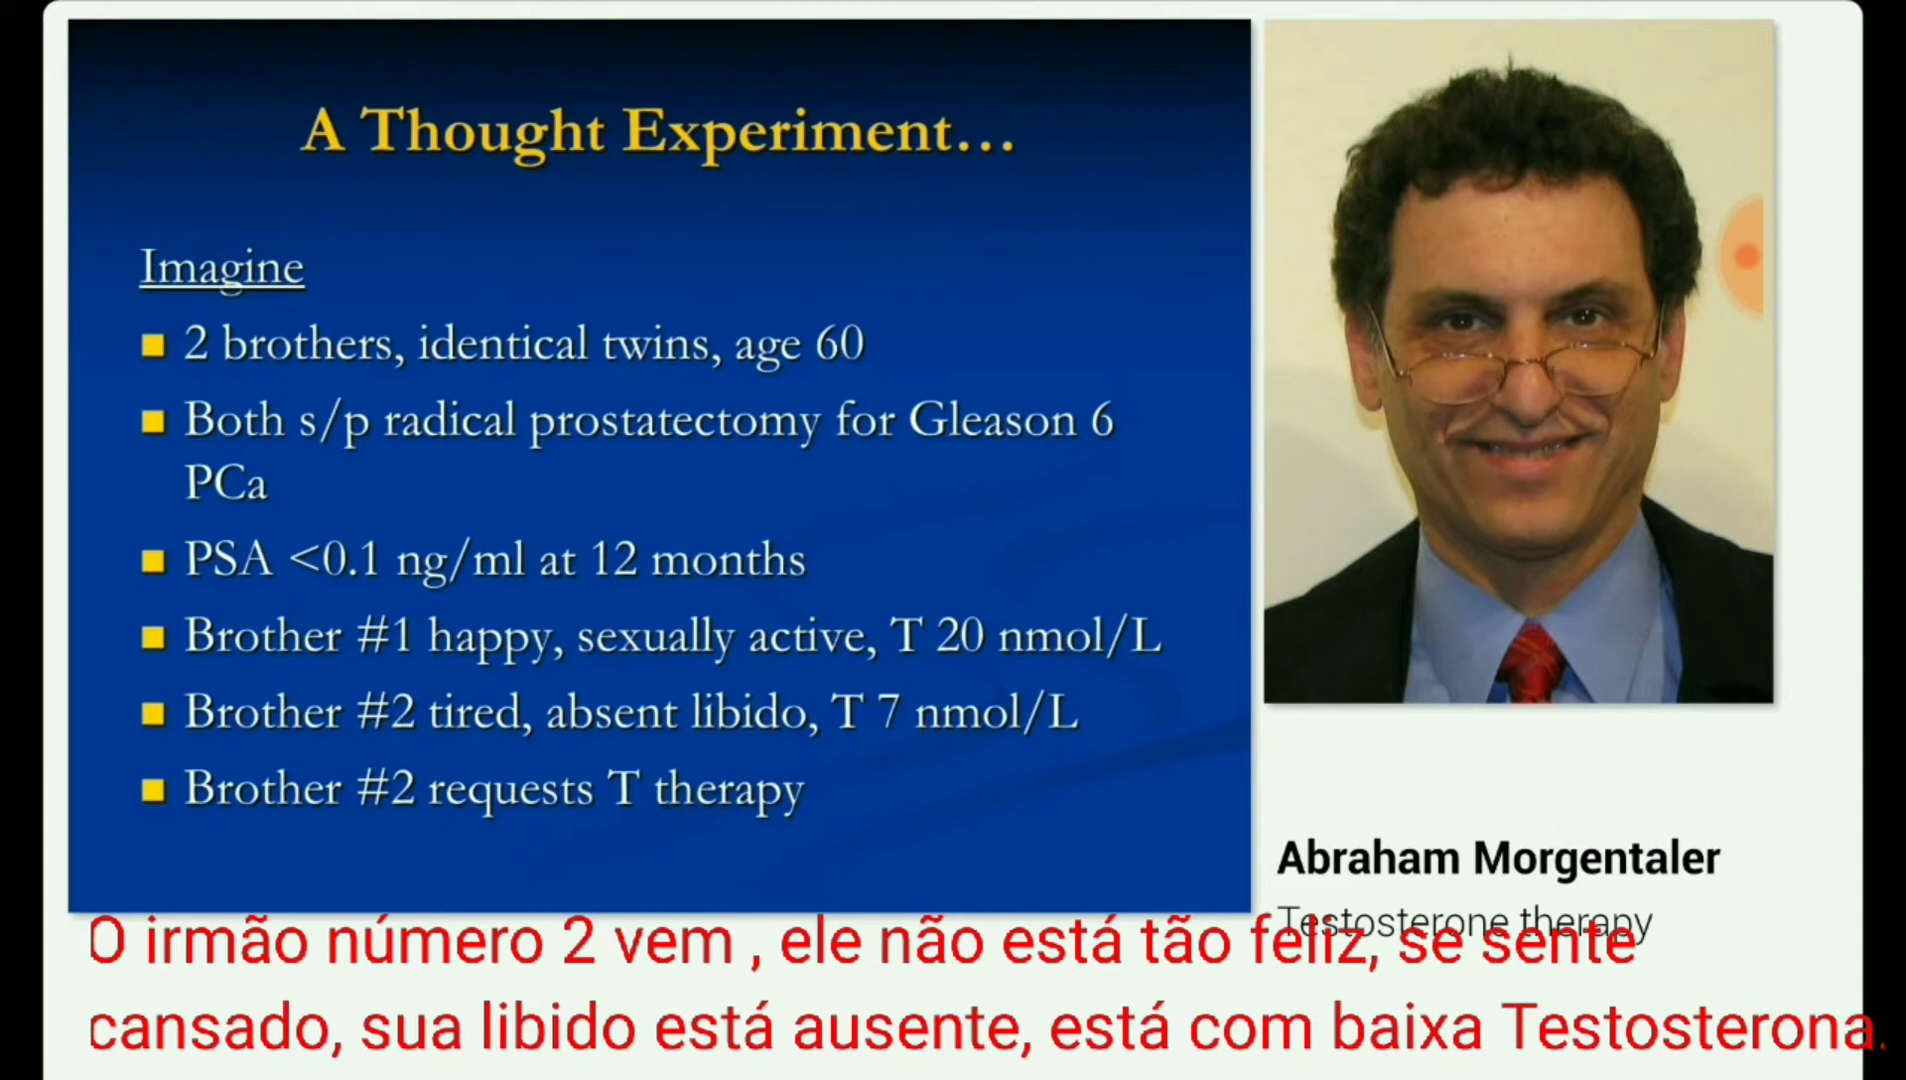 A Thought Experiment...
Imagine
2 brothers, identical twins, age 60
Both s/p radical prostatectomy for Gleason 6
PCa
PSA <0.1 ng/ml at 12 months
Brother #1 happy, sexually active, T 20 nmol/L
Brother #2 tired, absent libido, T 7 nmol/L
Brother #2 requests T therapy
Abraham Morgentaler
Testosterone therapy
O irmão número 2 vem , ele não está tão feliz, se sente
cansado, sua libido está ausente, está com baixa Testosterona.